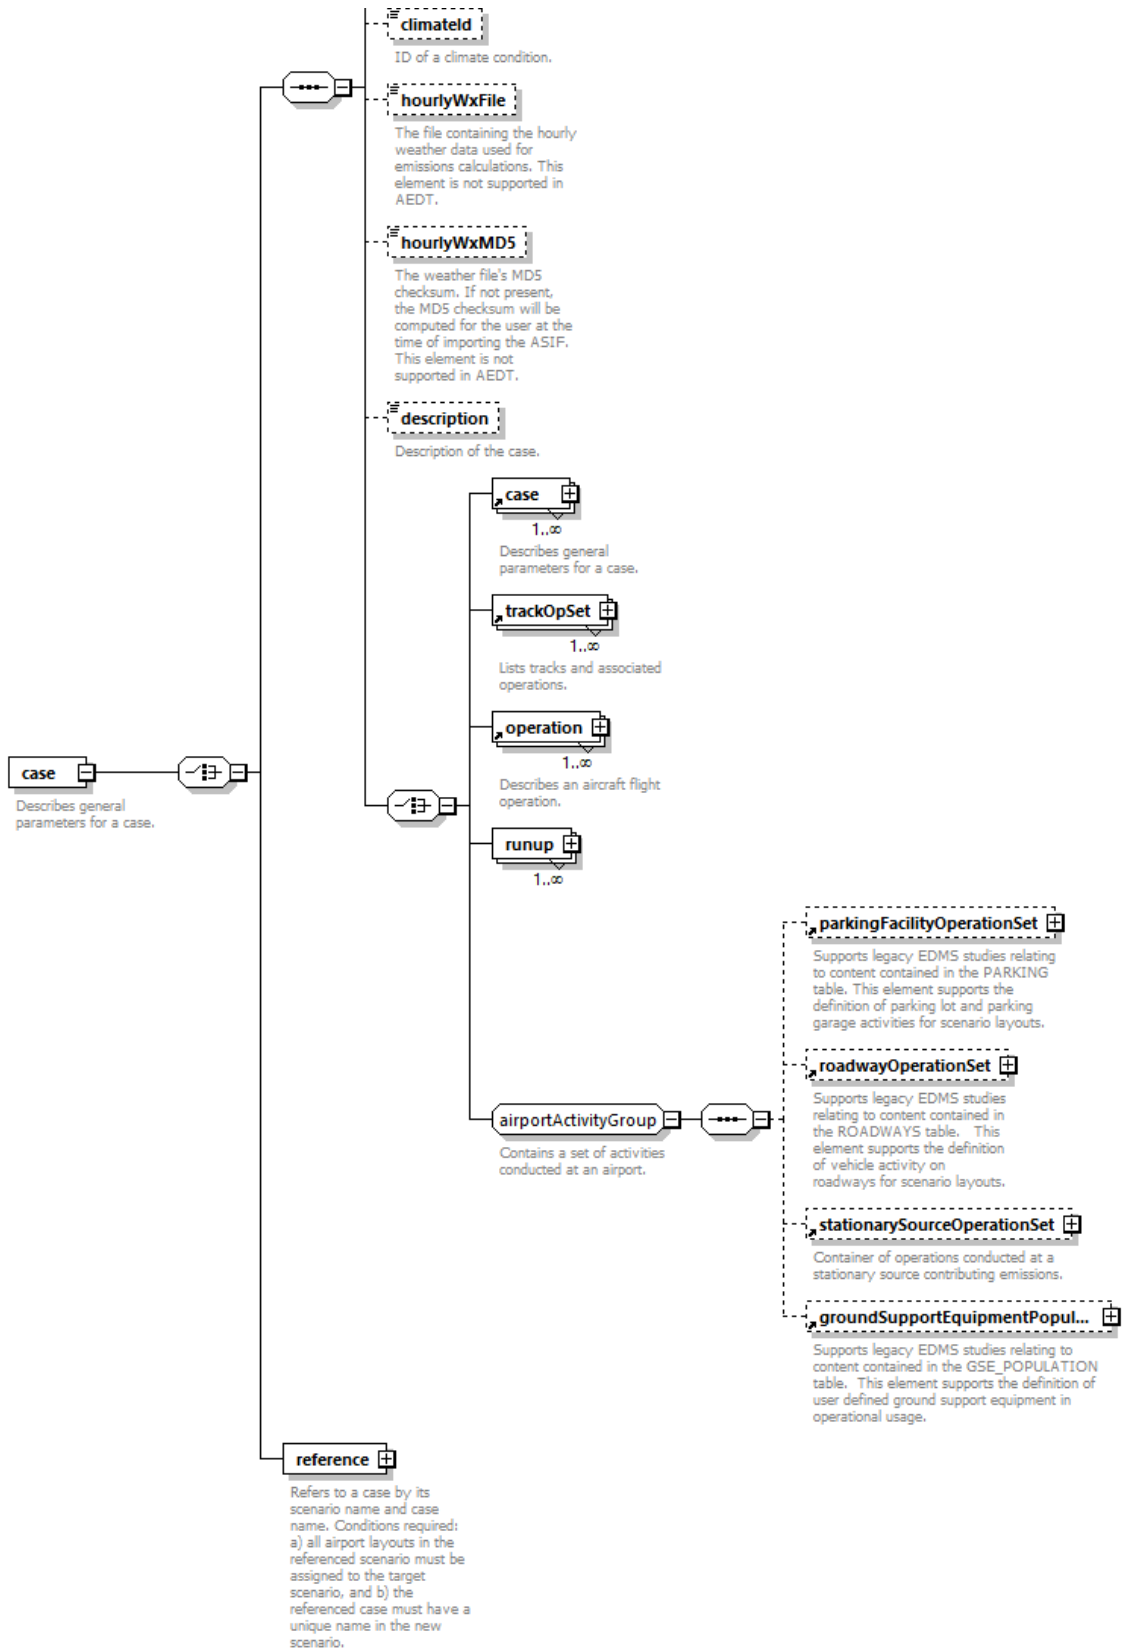 climateId
ID of a climate condition.
hourlyWxFile
The file containing the hourly
weather data used for
emissions calculations. This
element is not supported in
AEDT.
hourlyWxMD5
The weather file's MD5
checksum. If not present,
the MD5 checksum will be
computed for the user at the
time of importing the ASIF.
This element is not
supported in AEDT.
description
Description of the case.
case
1..∞
Describes general
parameters for a case.
trackOpSet
1..∞
Lists tracks and associated
operations.
operation
1..∞
Describes an aircraft flight
operation.
case
Describes general
parameters for a case.
runup
1..∞
parkingFacilityOperationSet
Supports legacy EDMS studies relating
to content contained in the PARKING
table. This element supports the
definition of parking lot and parking
garage activities for scenario layouts.
roadwayOperationSet
Supports legacy EDMS studies
relating to content contained in
the ROADWAYS table.   This
element supports the definition
of vehicle activity on
roadways for scenario layouts.
airportActivityGroup
Contains a set of activities
conducted at an airport.
stationarySourceOperationSet
Container of operations conducted at a
stationary source contributing emissions.
groundSupportEquipmentPopul...
Supports legacy EDMS studies relating to
content contained in the GSE_POPULATION
table.  This element supports the definition of
user defined ground support equipment in
operational usage.
reference
Refers to a case by its
scenario name and case
name. Conditions required:
a) all airport layouts in the
referenced scenario must be
assigned to the target
scenario, and b) the
referenced case must have a
unique name in the new
scenario.